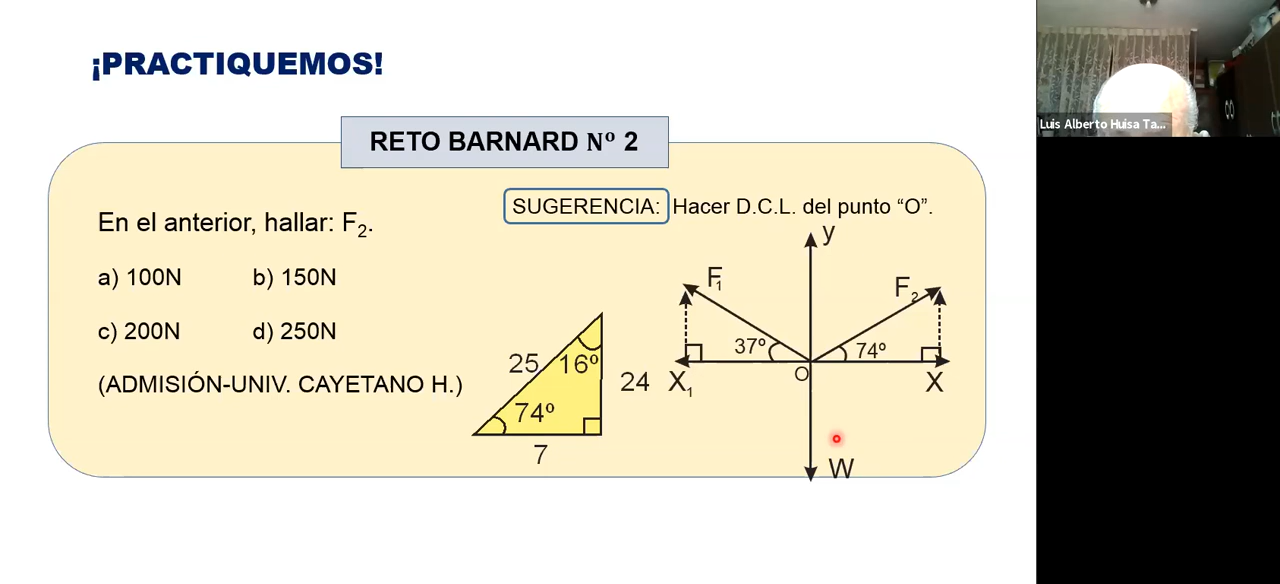 ¡PRACTIQUEMOS!
RETO BARNARD Nº 2
En el anterior, hallar: F₂.
a) 100N b) 150N
c) 200N d) 250N
(ADMISIÓN-UNIV. CAYETANO H.)
SUGERENCIA: Hacer D.C.L. del punto “O”.
25 16º
24
74º
7
y
F₁ F₂
37º 74º
X₁ O X
W
Luis Alberto Huisa Ta...